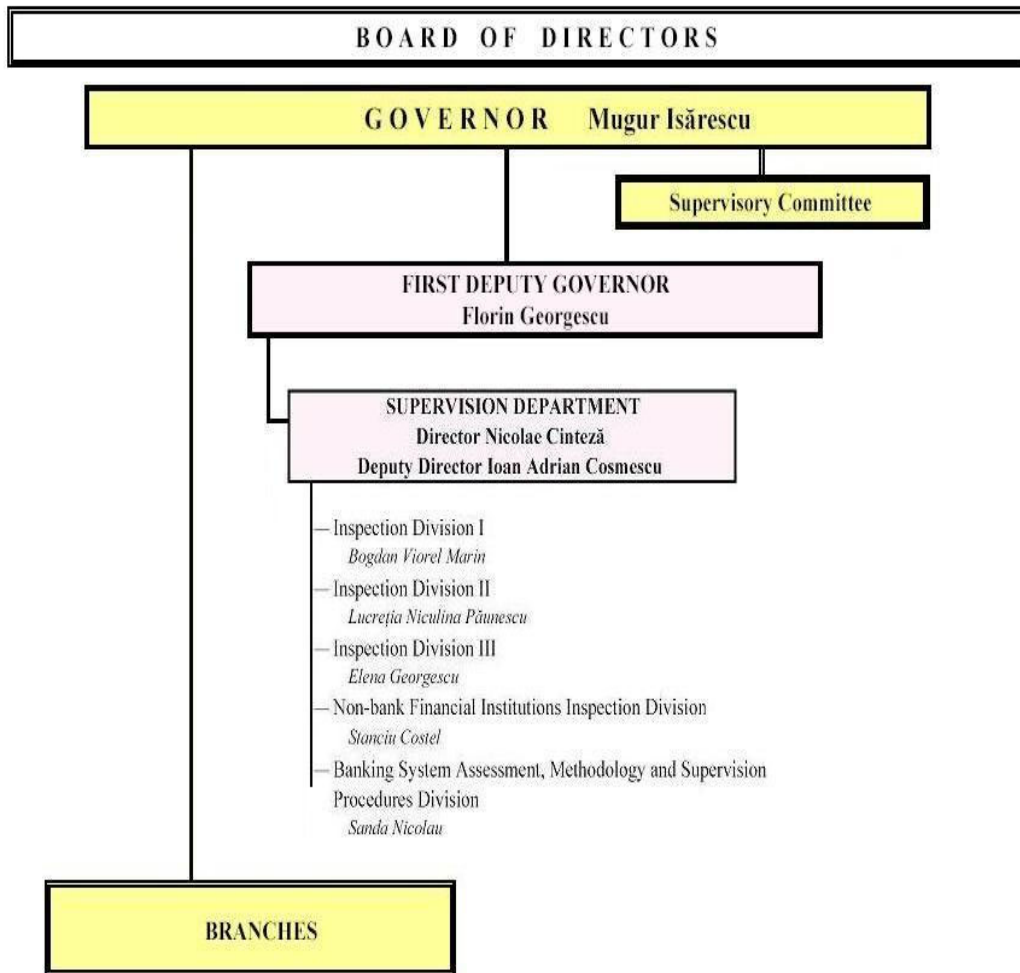 BOARD OF DIRECTORS
GOVERNOR Mugur Isărescu
Supervisory Committee
FIRST DEPUTY GOVERNOR
Florin Georgescu
SUPERVISION DEPARTMENT
Director Nicolae Cinteză
Deputy Director Ioan Adrian Cosmescu
Inspection Division I
Bogdan Viorel Marin
Inspection Division II
Lucreția Niculina Păunescu
Inspection Division III
Elena Georgescu
Non-bank Financial Institutions Inspection Division
Stanciu Costel
Banking System Assessment, Methodology and Supervision
Procedures Division
Sanda Nicolau
BRANCHES